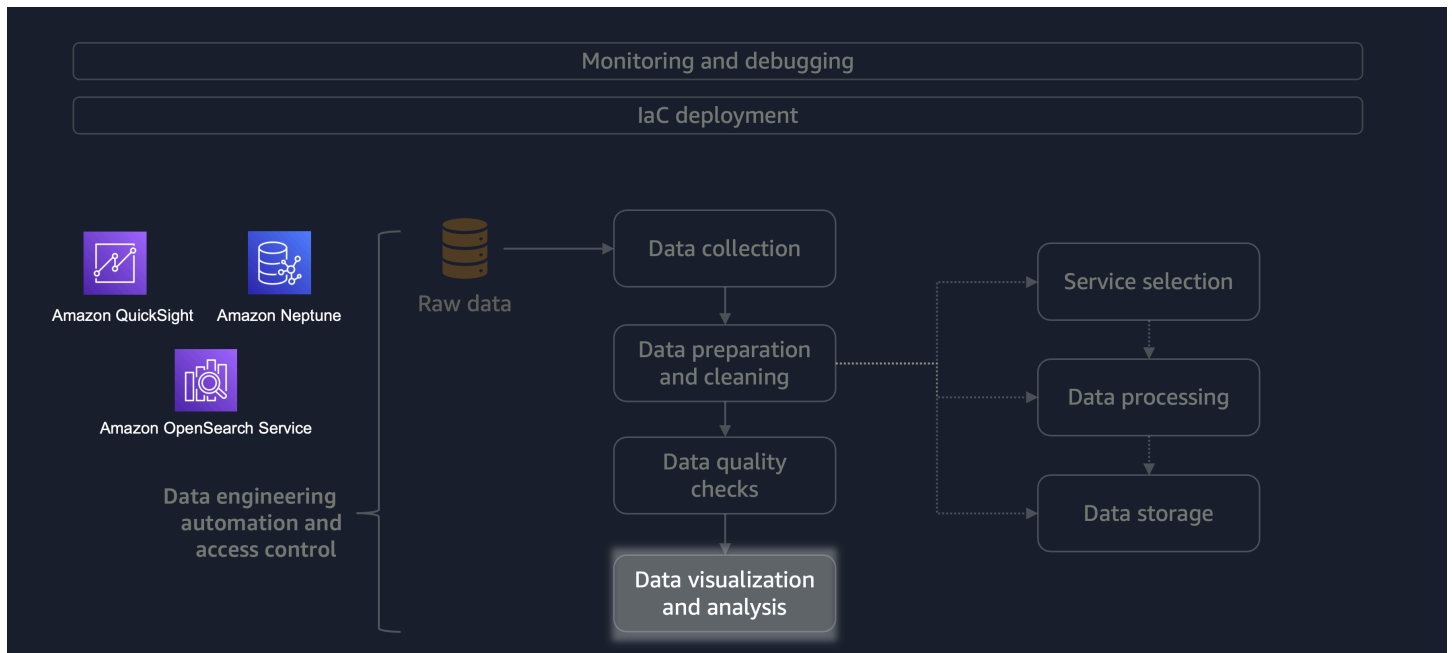 Monitoring and debugging
IaC deployment
Amazon QuickSight
Amazon Neptune
Amazon OpenSearch Service
Data engineering
automation and
access control
Raw data
Data collection
Data preparation
and cleaning
Data quality
checks
Data visualization
and analysis
Service selection
Data processing
Data storage